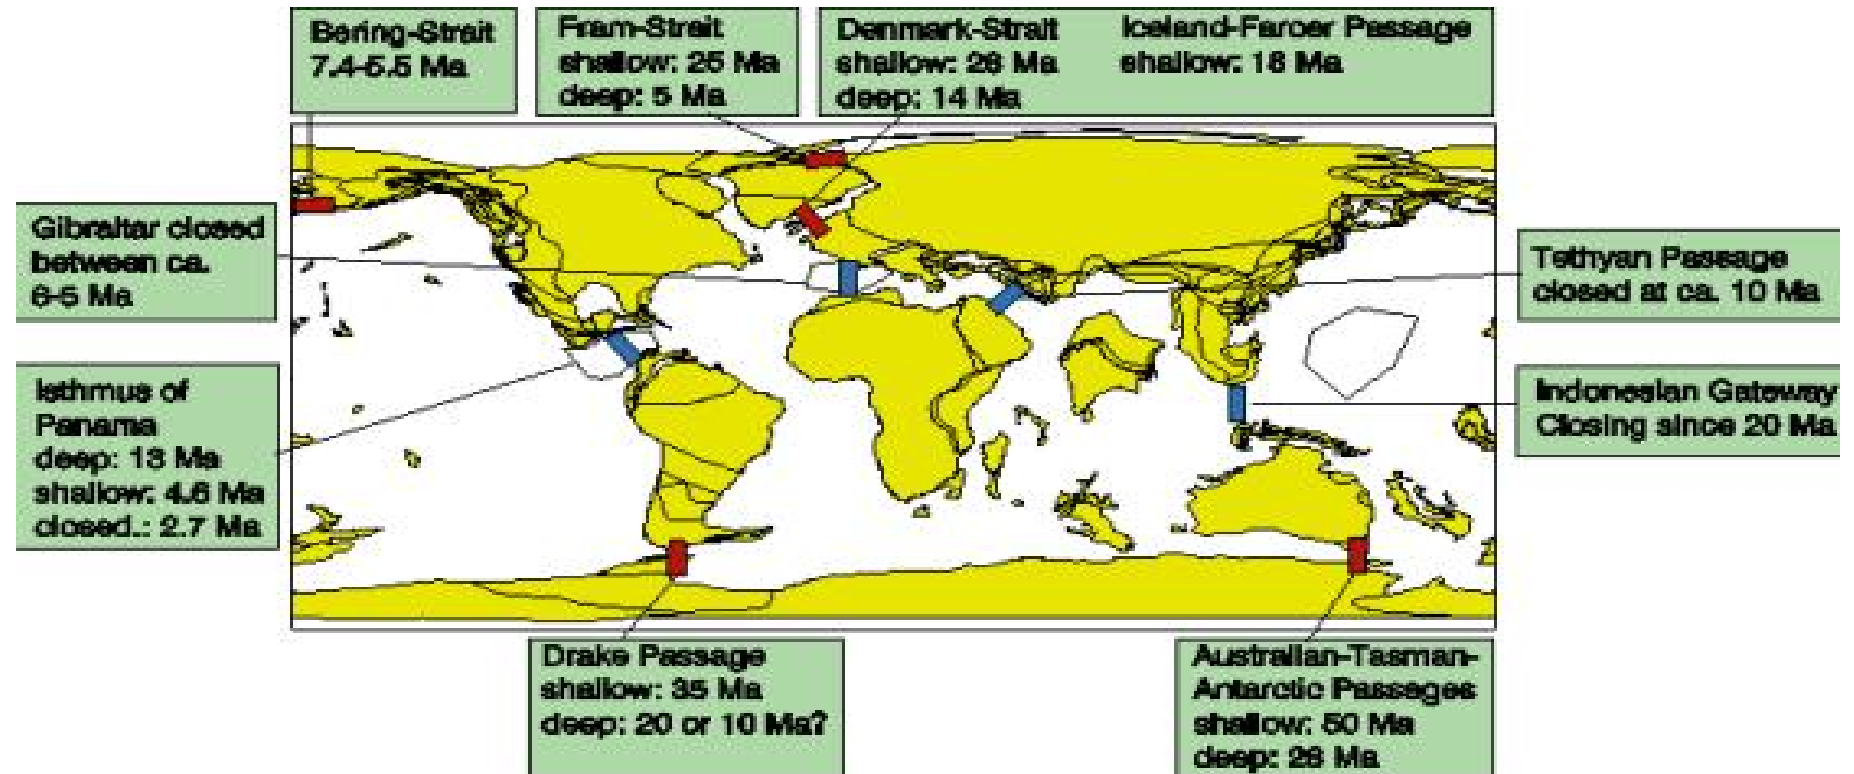 Bering-Strait
7.4-5.5 Ma
Fram-Strait
shallow: 25 Ma
deep: 5 Ma
Denmark-Strait
shallow: 26 Ma
deep: 14 Ma
Iceland-Faroer Passage
shallow: 18 Ma
Gibraltar closed
between ca.
6-5 Ma
Tethyan Passage
closed at ca. 10 Ma
Isthmus of
Panama
deep: 13 Ma
shallow: 4.6 Ma
closed.: 2.7 Ma
Indonesian Gateway
Closing since 20 Ma
Drake Passage
shallow: 35 Ma
deep: 20 or 10 Ma?
Australian-Tasman-
Antarctic Passeges
shallow: 50 Ma
deep: Ma